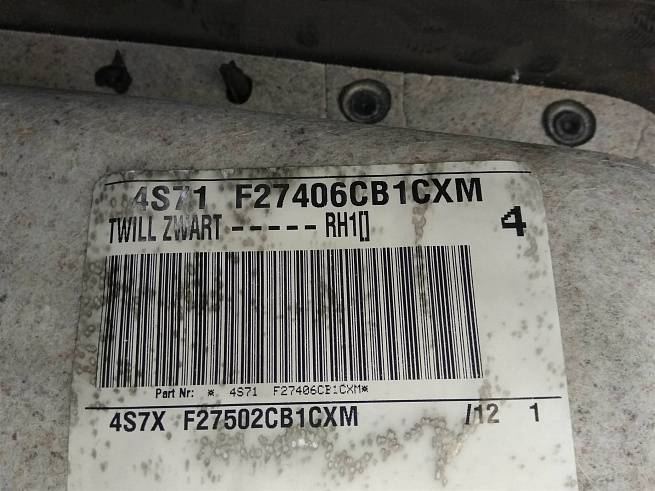 4S71 F27406CB1CXM
TWILL ZWART ----- RH1[] 4
Part Nr: * 4S71 F27406CB1CXM*
4S7X F27502CB1CXM /12 1